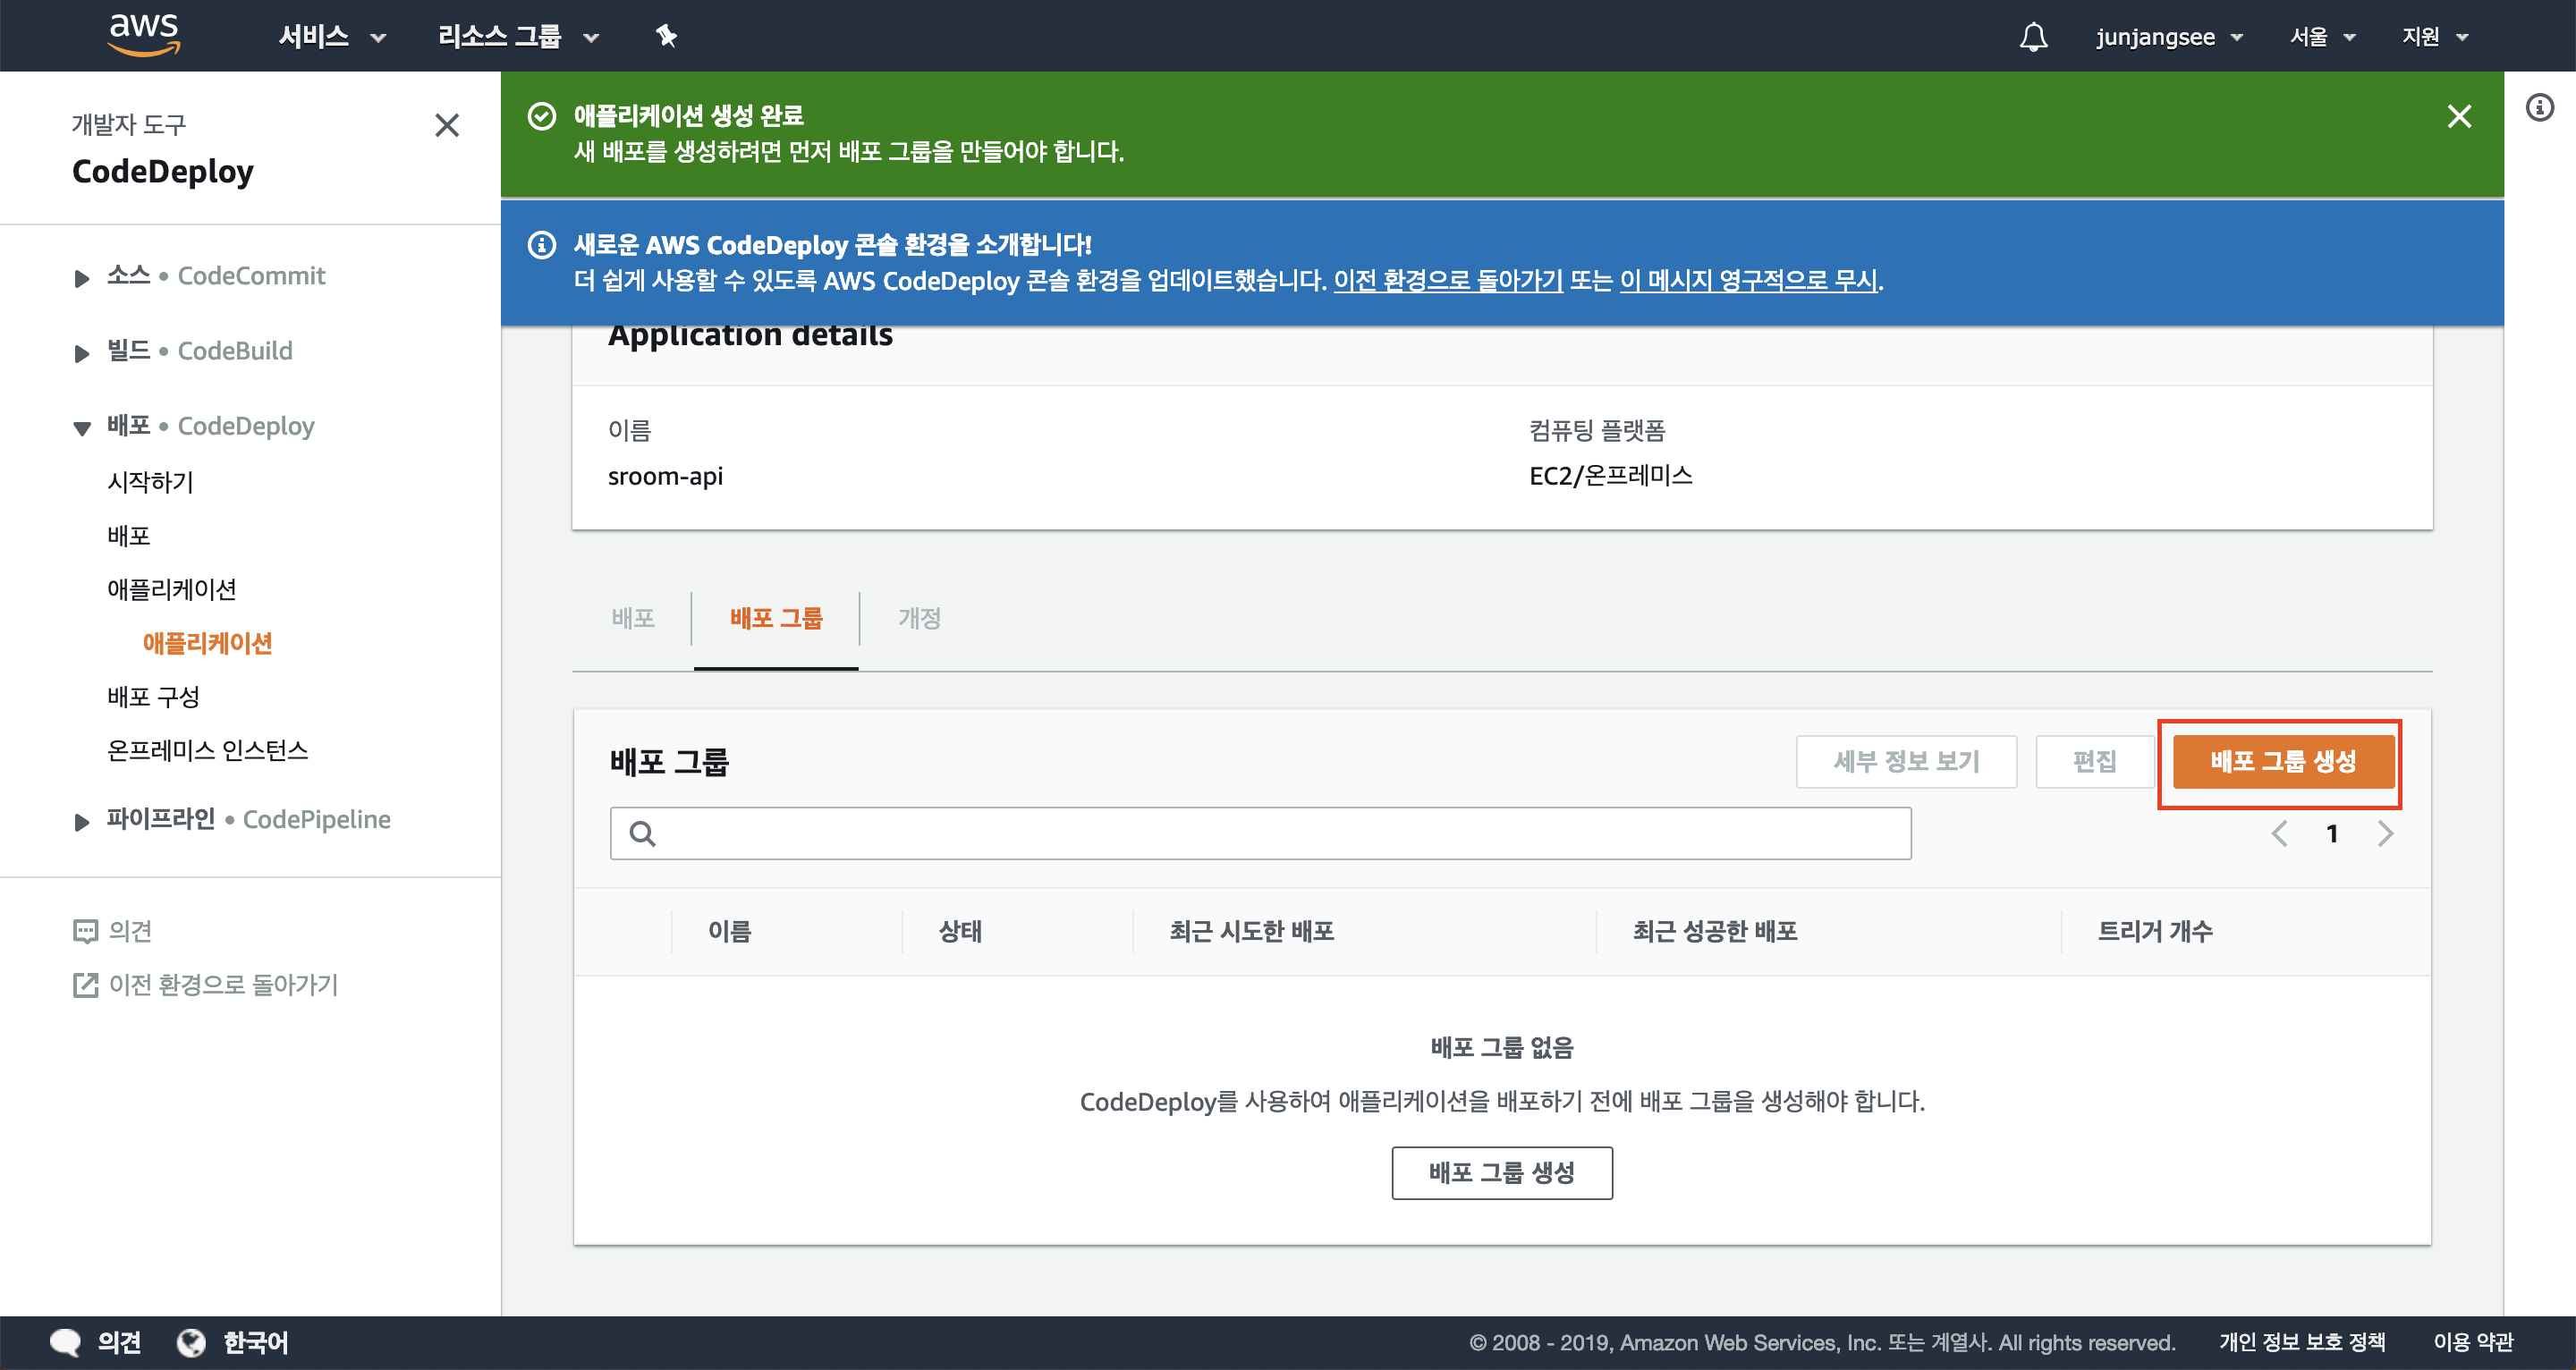 aws 서비스 리소스 그룹 junjangsee 서울 지원
개발자 도구
CodeDeploy
소스 • CodeCommit
빌드 • CodeBuild
배포 • CodeDeploy
시작하기
배포
애플리케이션
애플리케이션
배포 구성
온프레미스 인스턴스
파이프라인 • CodePipeline
의견
이전 환경으로 돌아가기
애플리케이션 생성 완료
새 배포를 생성하려면 먼저 배포 그룹을 만들어야 합니다.
새로운 AWS CodeDeploy 콘솔 환경을 소개합니다!
더 쉽게 사용할 수 있도록 AWS CodeDeploy 콘솔 환경을 업데이트했습니다. 이전 환경으로 돌아가기 또는 이 메시지 영구적으로 무시.
Application details
이름 컴퓨팅 플랫폼
sroom-api EC2/온프레미스
배포 배포 그룹 개정
배포 그룹 세부 정보 보기 편집 배포 그룹 생성
1
이름 상태 최근 시도한 배포 최근 성공한 배포 트리거 개수
배포 그룹 없음
CodeDeploy를 사용하여 애플리케이션을 배포하기 전에 배포 그룹을 생성해야 합니다.
배포 그룹 생성
의견 한국어 © 2008 - 2019, Amazon Web Services, Inc. 또는 계열사. All rights reserved. 개인 정보 보호 정책 이용 약관